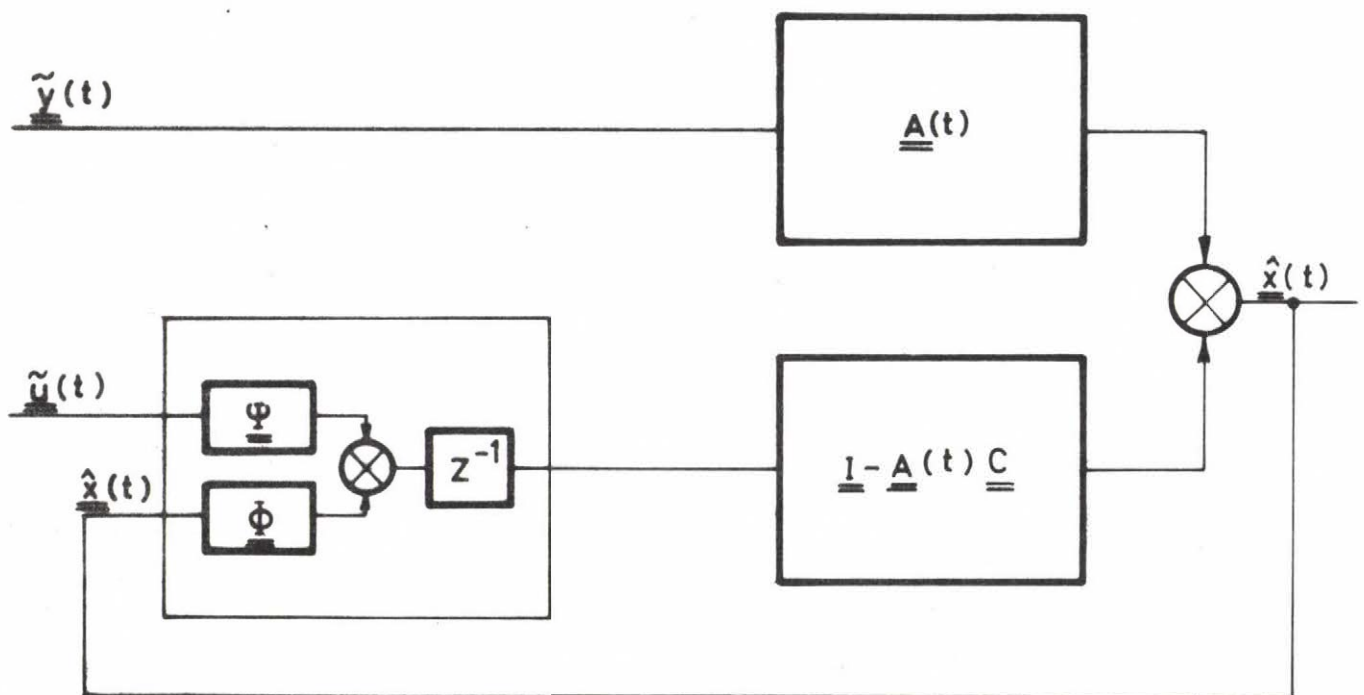 ỹ(t)
A(t)
x̂(t)
ũ(t)
Ψ
Z⁻¹
I - A(t) C
x̂(t)
Φ